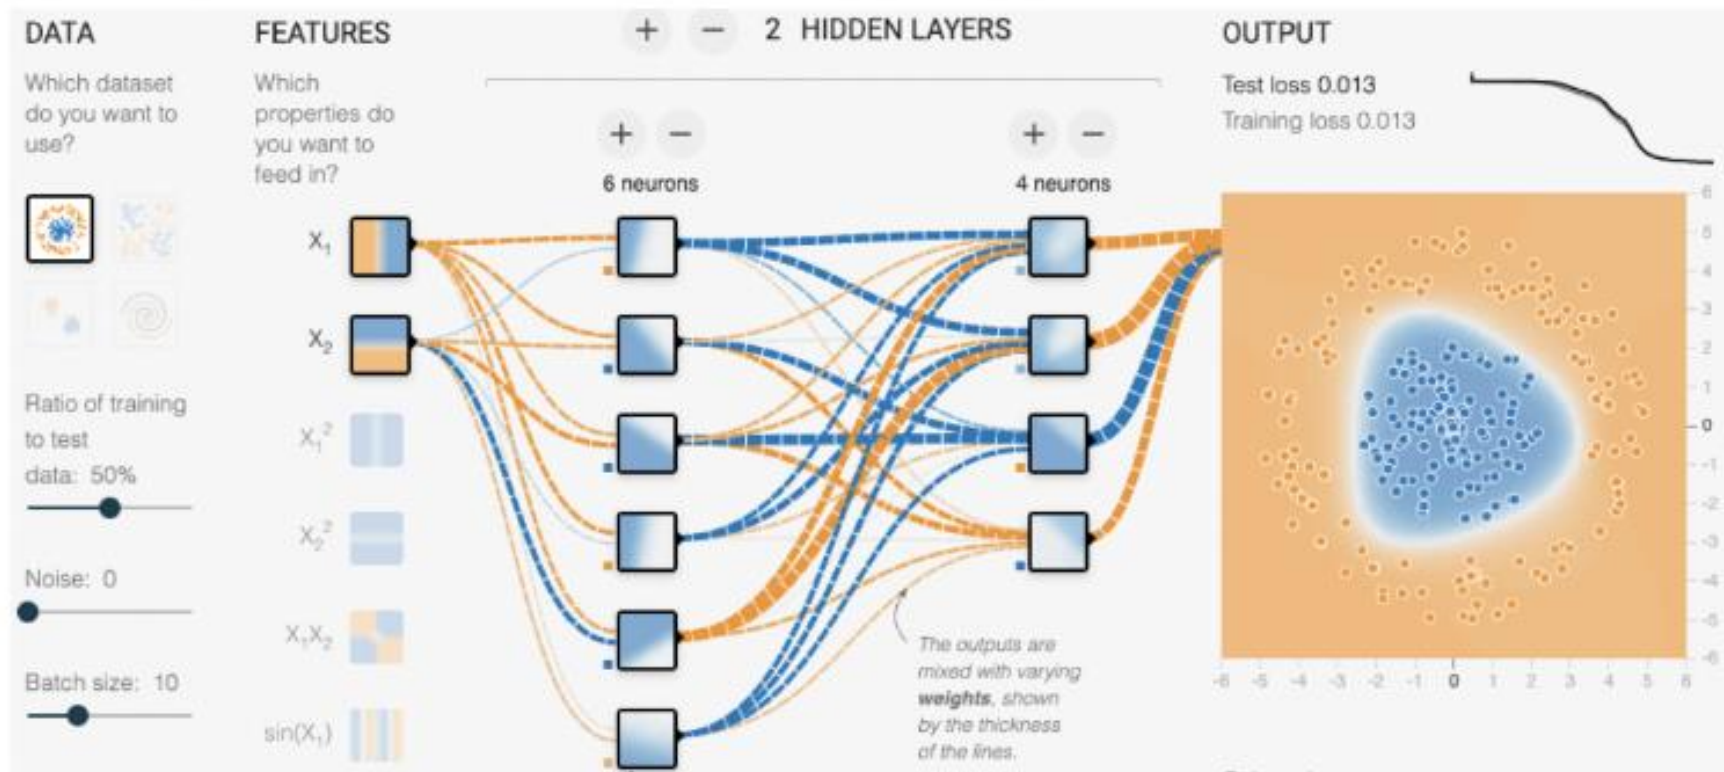 DATA
Which dataset
do you want to
use?
Ratio of training
to test
data: 50%
Noise: 0
Batch size: 10
FEATURES
Which
properties do
you want to
feed in?
X₁
X₂
X₁²
X₂²
X₁X₂
sin(X₁)
+ − 2 HIDDEN LAYERS
+ −
6 neurons
+ −
4 neurons
The outputs are
mixed with varying
weights, shown
by the thickness
of the lines.
OUTPUT
Test loss 0.013
Training loss 0.013
6
5
4
3
2
1
0
-1
-2
-3
-4
-5
-6
-6 -5 -4 -3 -2 -1 0 1 2 3 4 5 6